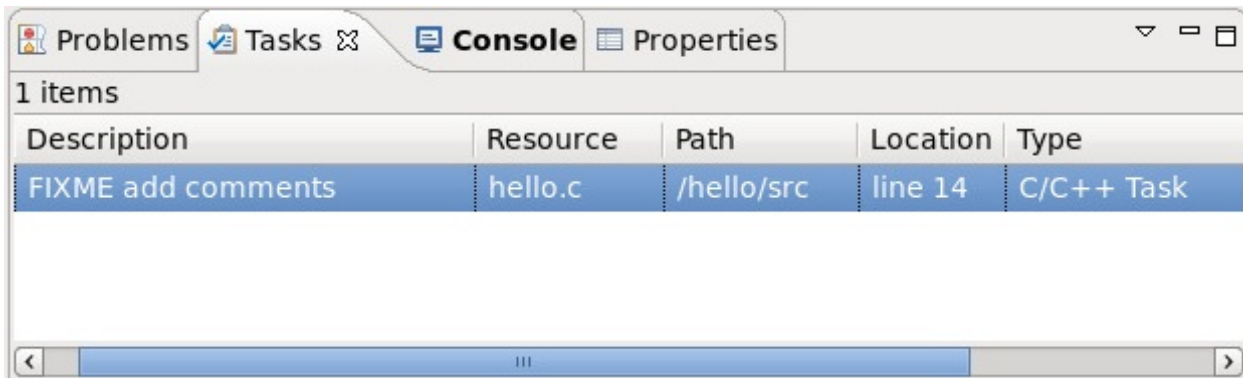 Problems Tasks Console Properties
1 items
Description Resource Path Location Type
FIXME add comments hello.c /hello/src line 14 C/C++ Task